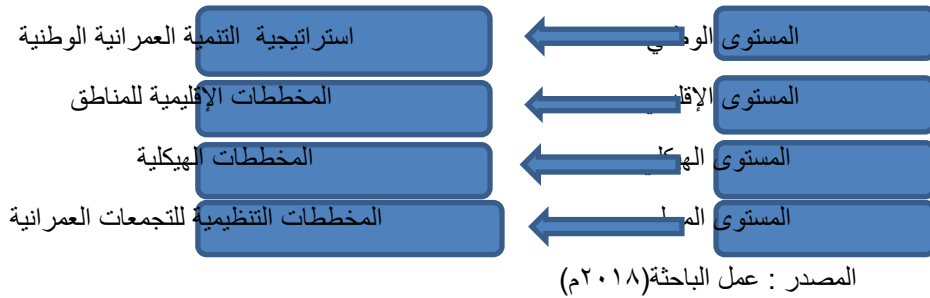 المستوى الوطني
استراتيجية التنمية العمرانية الوطنية
المستوى
المخططات الإقليمية للمناطق
المستوى
المخططات الهيكلية
المستوى
المخططات التنظيمية للتجمعات العمرانية
المصدر : عمل الباحثة(٢٠١٨م)